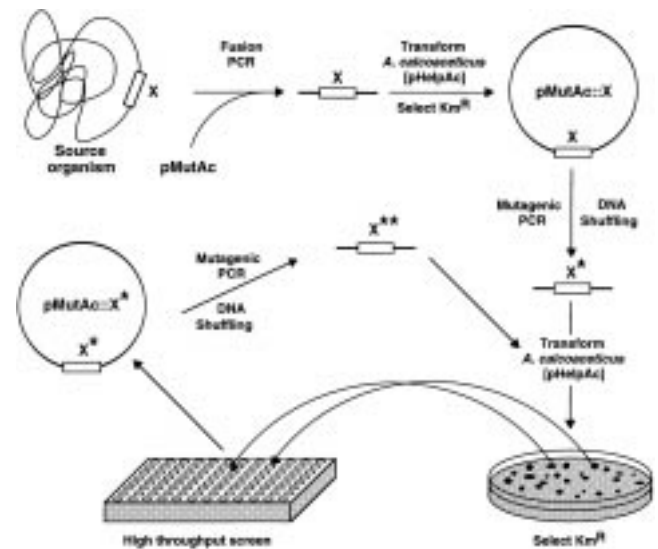 Fusion
PCR
X
Source
organism
pMutAc
X
Transform
A. calcoaceticus
(pHelpAc)
Select Km^R
pMutAc::X
X
Mutagenic
PCR
DNA
Shuffling
X*
Transform
A. calcoaceticus
(pHelpAc)
Select Km^R
High throughput screen
pMutAc::X*
X*
Mutagenic
PCR
DNA
Shuffling
X**